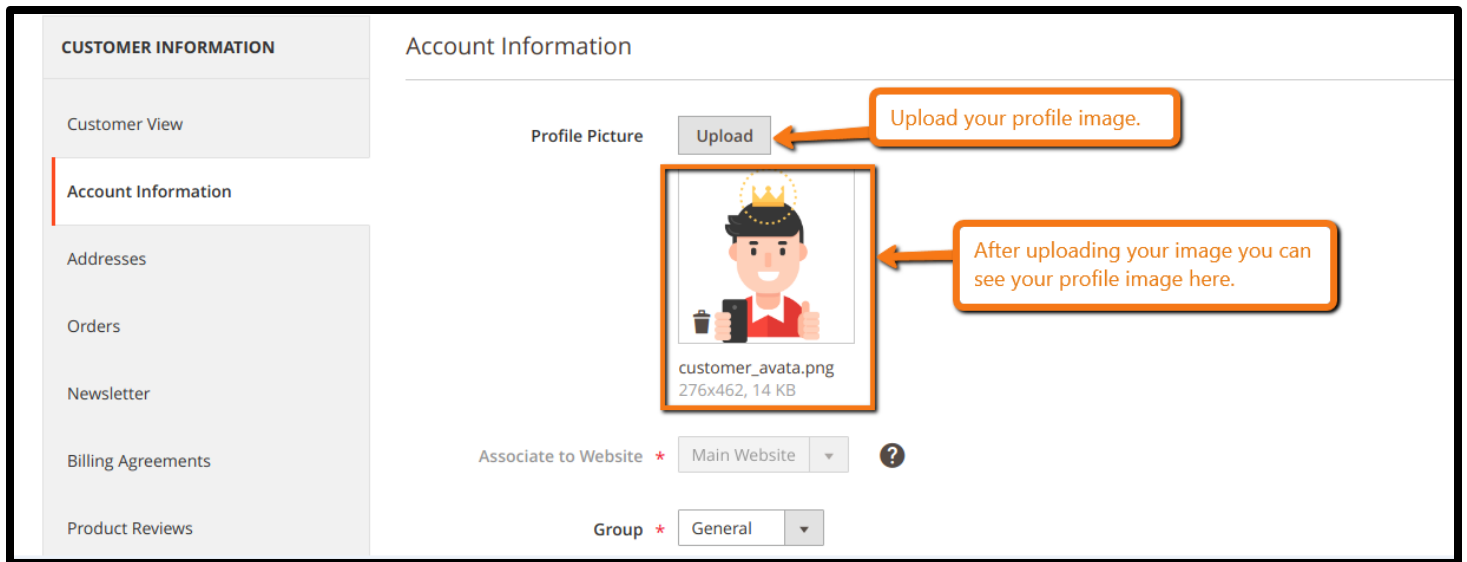 CUSTOMER INFORMATION
Customer View
Account Information
Addresses
Orders
Newsletter
Billing Agreements
Product Reviews
Account Information
Profile Picture
Upload
Upload your profile image.
After uploading your image you can
see your profile image here.
customer_avata.png
276x462, 14 KB
Associate to Website *
Main Website
?
Group *
General